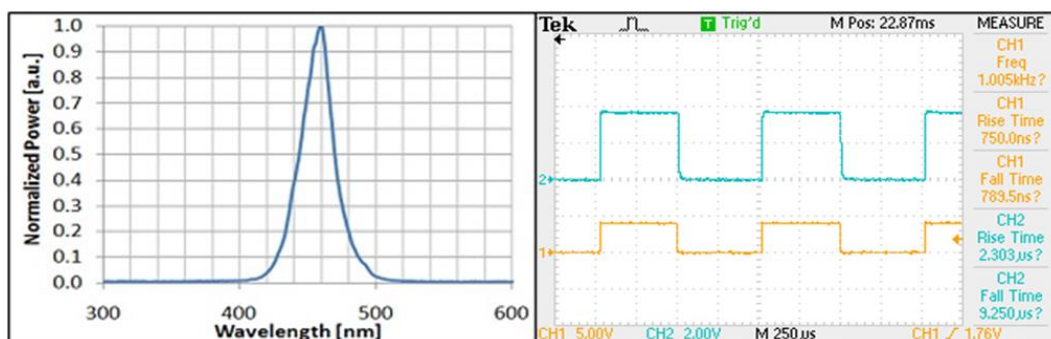 Normalized Power [a.u.]
1.0
0.9
0.8
0.7
0.6
0.5
0.4
0.3
0.2
0.1
0.0
300 400 500 600
Wavelength [nm]
Tek T Trig'd M Pos: 22.87ms MEASURE
CH1
Freq
1.005kHz?
CH1
Rise Time
750.0ns?
CH1
Fall Time
789.5ns?
CH2
Rise Time
2.303µs?
CH2
Fall Time
9.250µs?
2
1
CH1 5.00V CH2 2.00V M 250µs CH1 1.76V